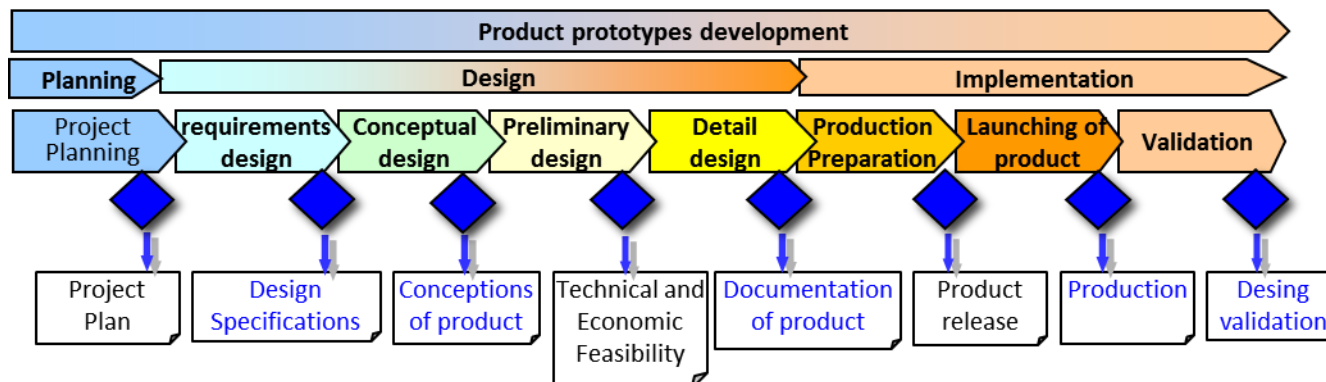 Product prototypes development
Planning
Design
Implementation
Project
Planning
requirements
design
Conceptual
design
Preliminary
design
Detail
design
Production
Preparation
Launching of
product
Validation
Project
Plan
Design
Specifications
Conceptions
of product
Technical and
Economic
Feasibility
Documentation
of product
Product
release
Production
Desing
validation